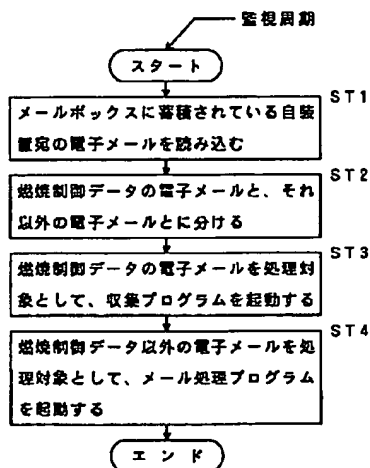 監視周期
スタート
ST1
メールボックスに蓄積されている自装
置宛の電子メールを読み込む
ST2
燃焼制御データの電子メールと、それ
以外の電子メールとに分ける
ST3
燃焼制御データの電子メールを処理対
象として、収集プログラムを起動する
ST4
燃焼制御データ以外の電子メールを処
理対象として、メール処理プログラム
を起動する
エンド